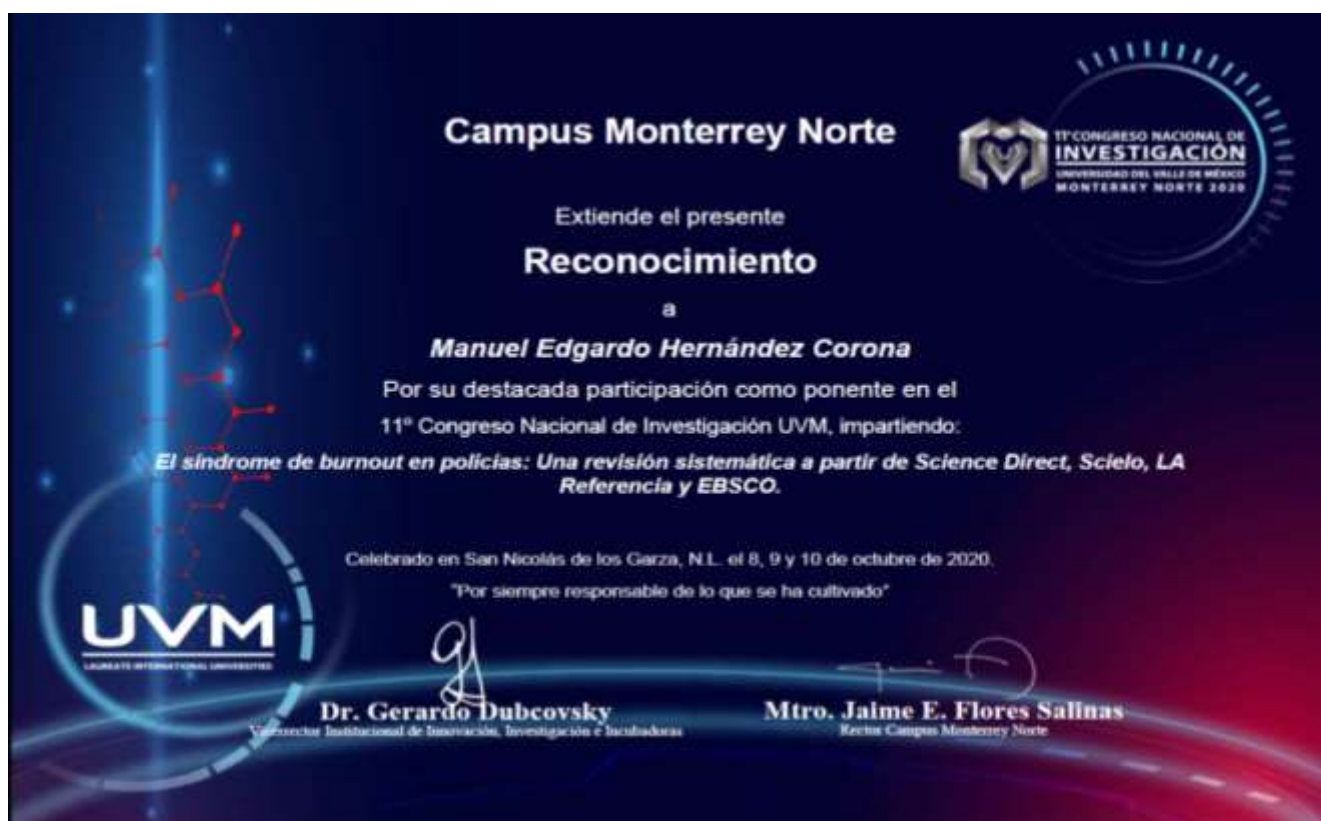 Campus Monterrey Norte
11° CONGRESO NACIONAL DE
INVESTIGACIÓN
UNIVERSIDAD DEL VALLE DE MÉXICO
MONTERREY NORTE 2020
Extiende el presente
Reconocimiento
a
Manuel Edgardo Hernández Corona
Por su destacada participación como ponente en el
11º Congreso Nacional de Investigación UVM, impartiendo:
El síndrome de burnout en policías: Una revisión sistemática a partir de Science Direct, Scielo, LA
Referencia y EBSCO.
Celebrado en San Nicolás de los Garza, N.L. el 8, 9 y 10 de octubre de 2020.
"Por siempre responsable de lo que se ha cultivado"
UVM
LAUREATE INTERNATIONAL UNIVERSITIES
Dr. Gerardo Dubcovsky
Vicerrector Institucional de Innovación, Investigación e Incubadoras
Mtro. Jaime E. Flores Salinas
Rector Campus Monterrey Norte